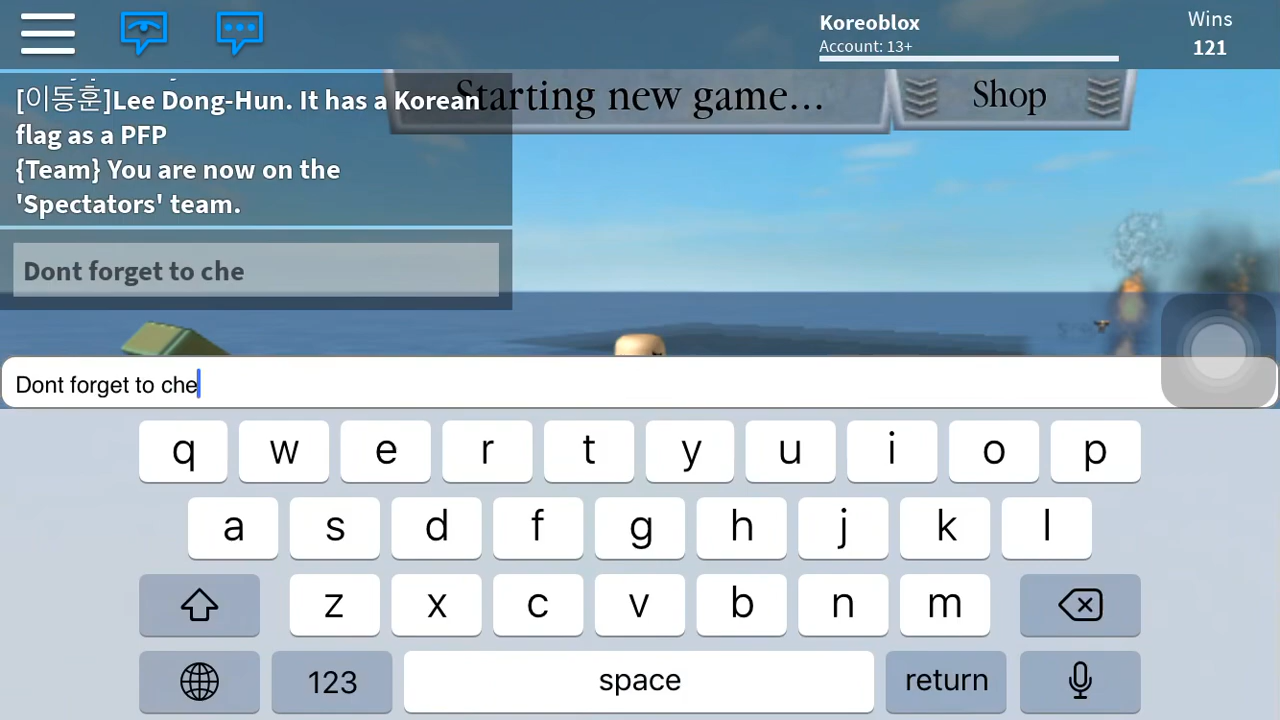 Koreoblox
Account: 13+
Wins
121
[이동훈]Lee Dong-Hun. It has a Korean
flag as a PFP
{Team} You are now on the
'Spectators' team.
Starting new game...
Shop
Dont forget to che
Dont forget to che
q w e r t y u i o p
a s d f g h j k l
z x c v b n m
123 space return